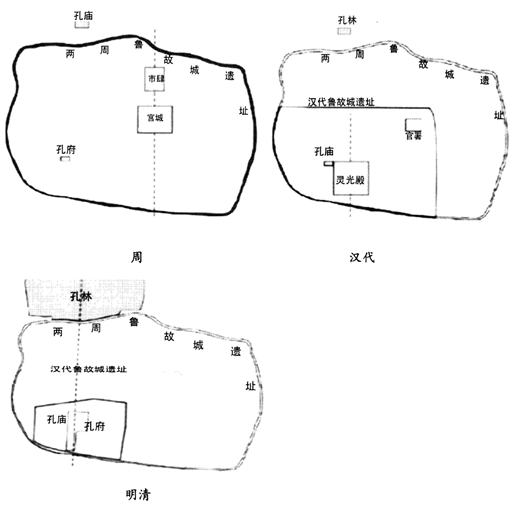 孔庙
两周鲁故城遗址
市肆
宫城
孔府
周
孔林
两周鲁故城遗址
汉代鲁故城遗址
官署
孔庙
灵光殿
汉代
孔林
两周鲁故城遗址
汉代鲁故城遗址
孔庙
孔府
明清